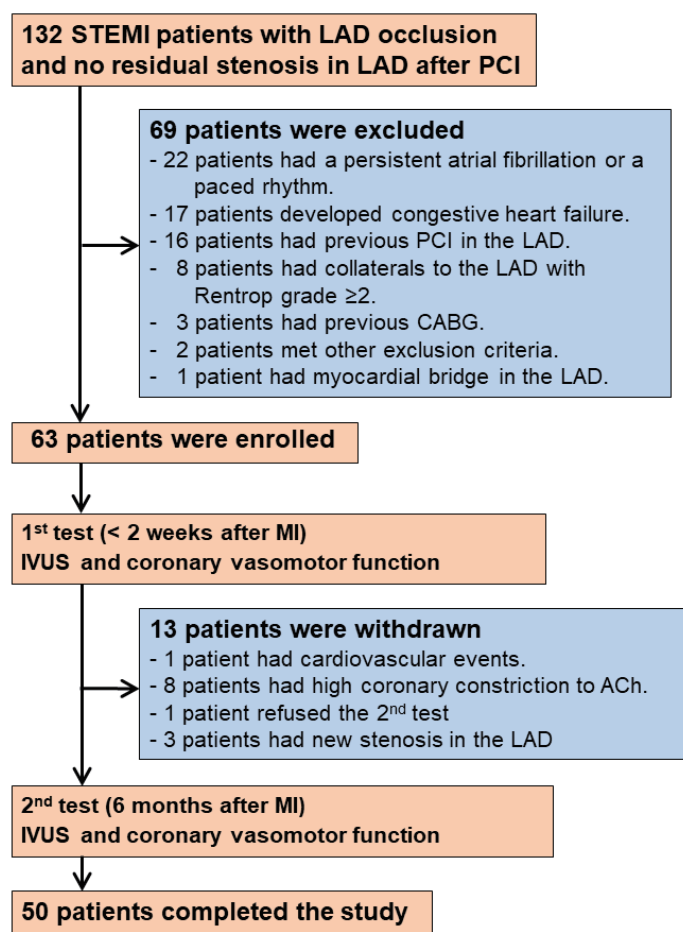 132 STEMI patients with LAD occlusion
and no residual stenosis in LAD after PCI
69 patients were excluded
- 22 patients had a persistent atrial fibrillation or a
paced rhythm.
- 17 patients developed congestive heart failure.
- 16 patients had previous PCI in the LAD.
- 8 patients had collaterals to the LAD with
Rentrop grade ≥2.
- 3 patients had previous CABG.
- 2 patients met other exclusion criteria.
- 1 patient had myocardial bridge in the LAD.
63 patients were enrolled
1st test (< 2 weeks after MI)
IVUS and coronary vasomotor function
13 patients were withdrawn
- 1 patient had cardiovascular events.
- 8 patients had high coronary constriction to ACh.
- 1 patient refused the 2nd test
- 3 patients had new stenosis in the LAD
2nd test (6 months after MI)
IVUS and coronary vasomotor function
50 patients completed the study